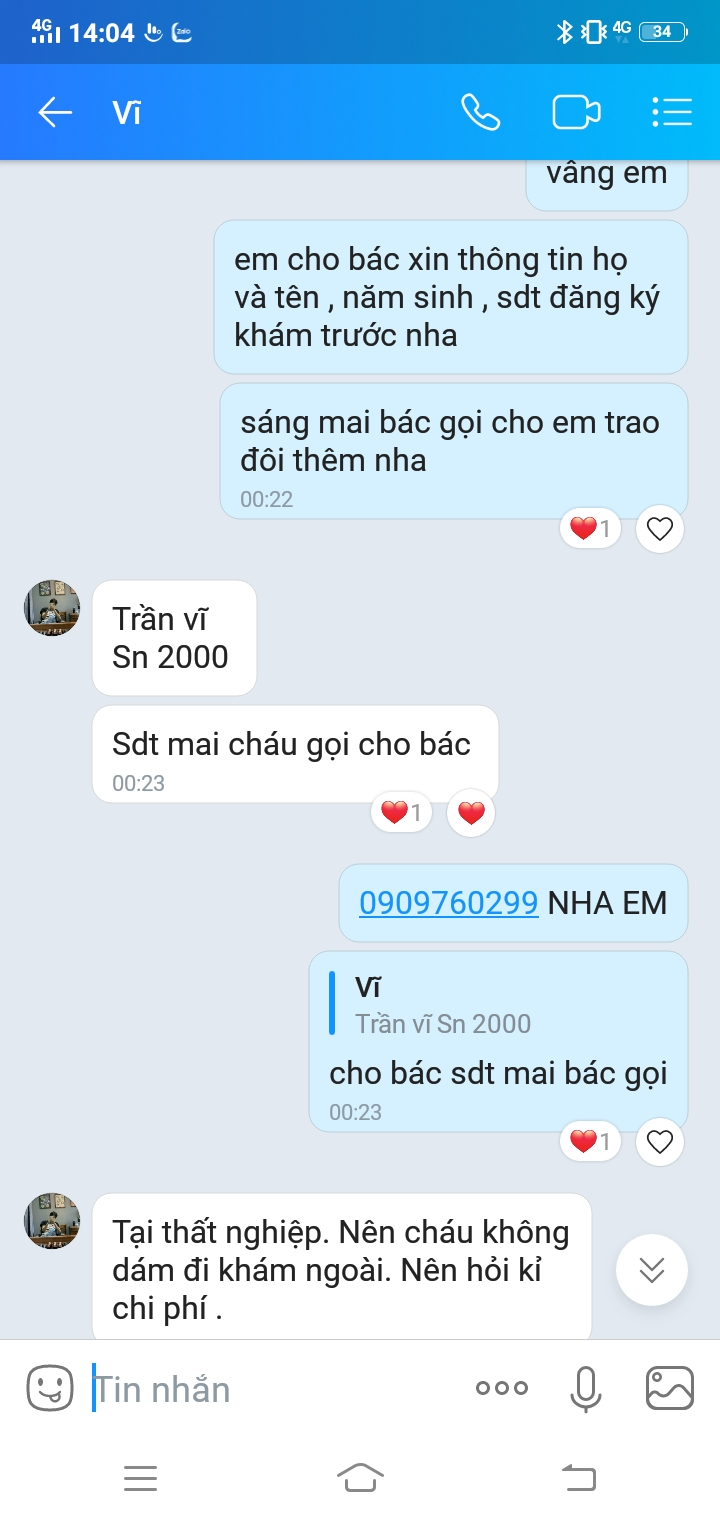 4G 14:04 Zalo 4G 34
Vĩ
vâng em
em cho bác xin thông tin họ
và tên , năm sinh , sdt đăng ký
khám trước nha
sáng mai bác gọi cho em trao
đôi thêm nha
00:22
1
Trần vĩ
Sn 2000
Sdt mai cháu gọi cho bác
00:23
1
0909760299 NHA EM
Vĩ
Trần vĩ Sn 2000
cho bác sdt mai bác gọi
00:23
1
Tại thất nghiệp. Nên cháu không
dám đi khám ngoài. Nên hỏi kỉ
chi phí .
Tin nhắn